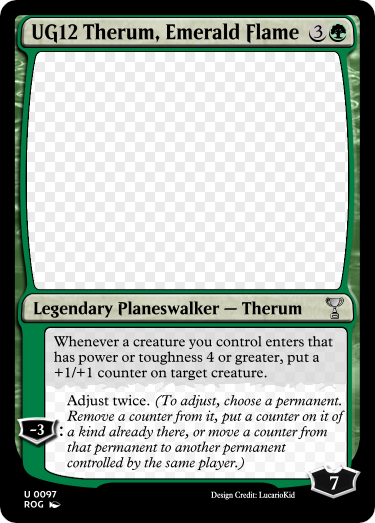 UG12 Therum, Emerald Flame 3
Legendary Planeswalker — Therum
Whenever a creature you control enters that
has power or toughness 4 or greater, put a
+1/+1 counter on target creature.
Adjust twice. (To adjust, choose a permanent.
Remove a counter from it, put a counter on it of
-3: a kind already there, or move a counter from
that permanent to another permanent
controlled by the same player.)
7
U 0097
ROG
Design Credit: LucarioKid